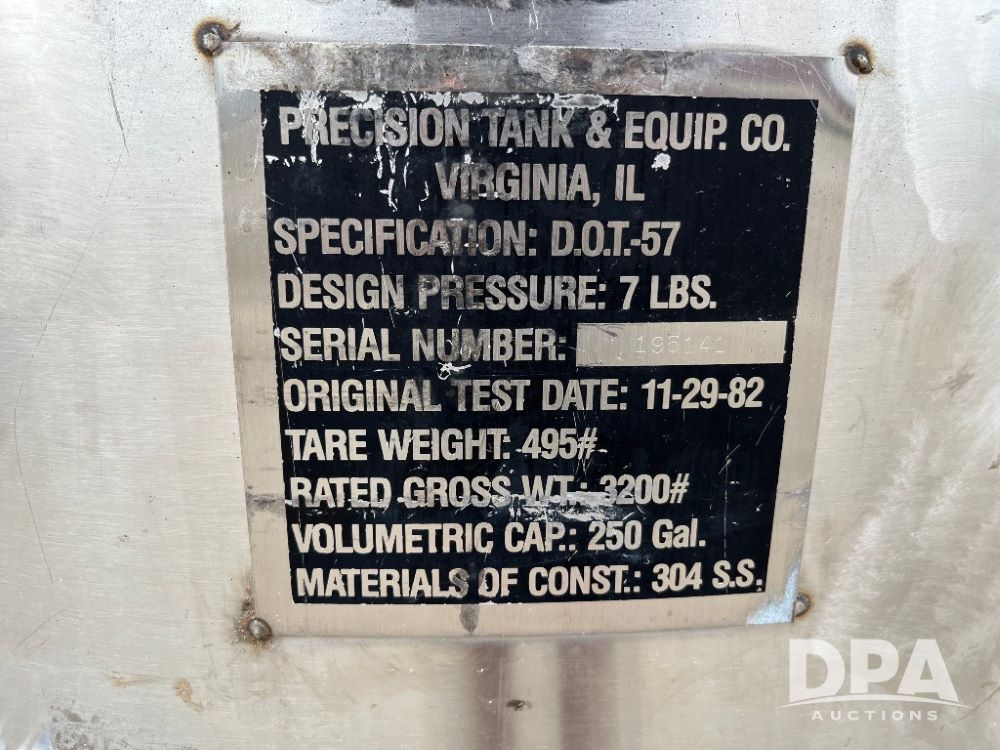 PRECISION TANK & EQUIP. CO.
VIRGINIA, IL
SPECIFICATION: D.O.T.-57
DESIGN PRESSURE: 7 LBS.
SERIAL NUMBER: 195141
ORIGINAL TEST DATE: 11-29-82
TARE WEIGHT: 495#
RATED GROSS WT.: 3200#
VOLUMETRIC CAP.: 250 Gal.
MATERIALS OF CONST.: 304 S.S.
DPA
AUCTIONS